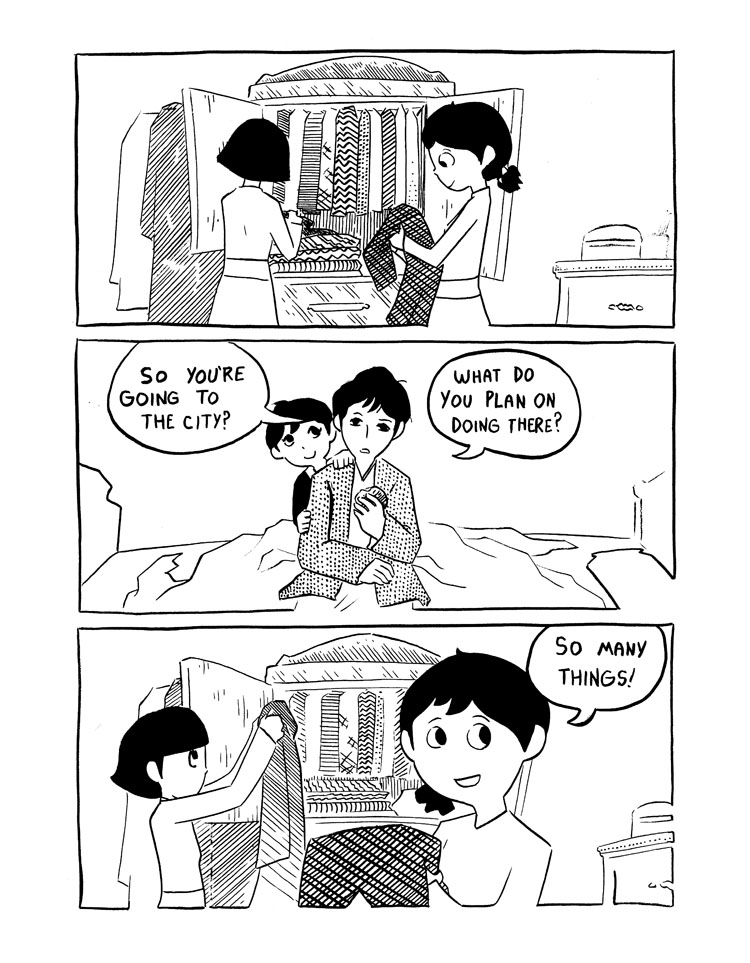 SO YOU'RE
GOING TO
THE CITY?
WHAT DO
YOU PLAN ON
DOING THERE?
SO MANY
THINGS!